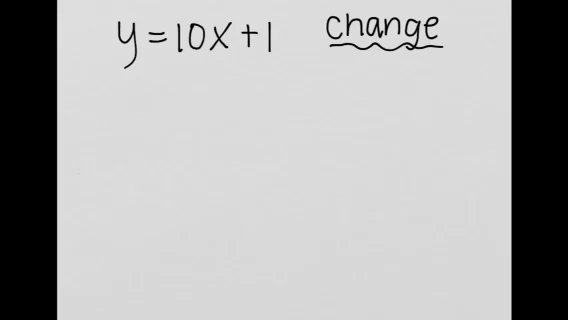 y = 10x + 1 change